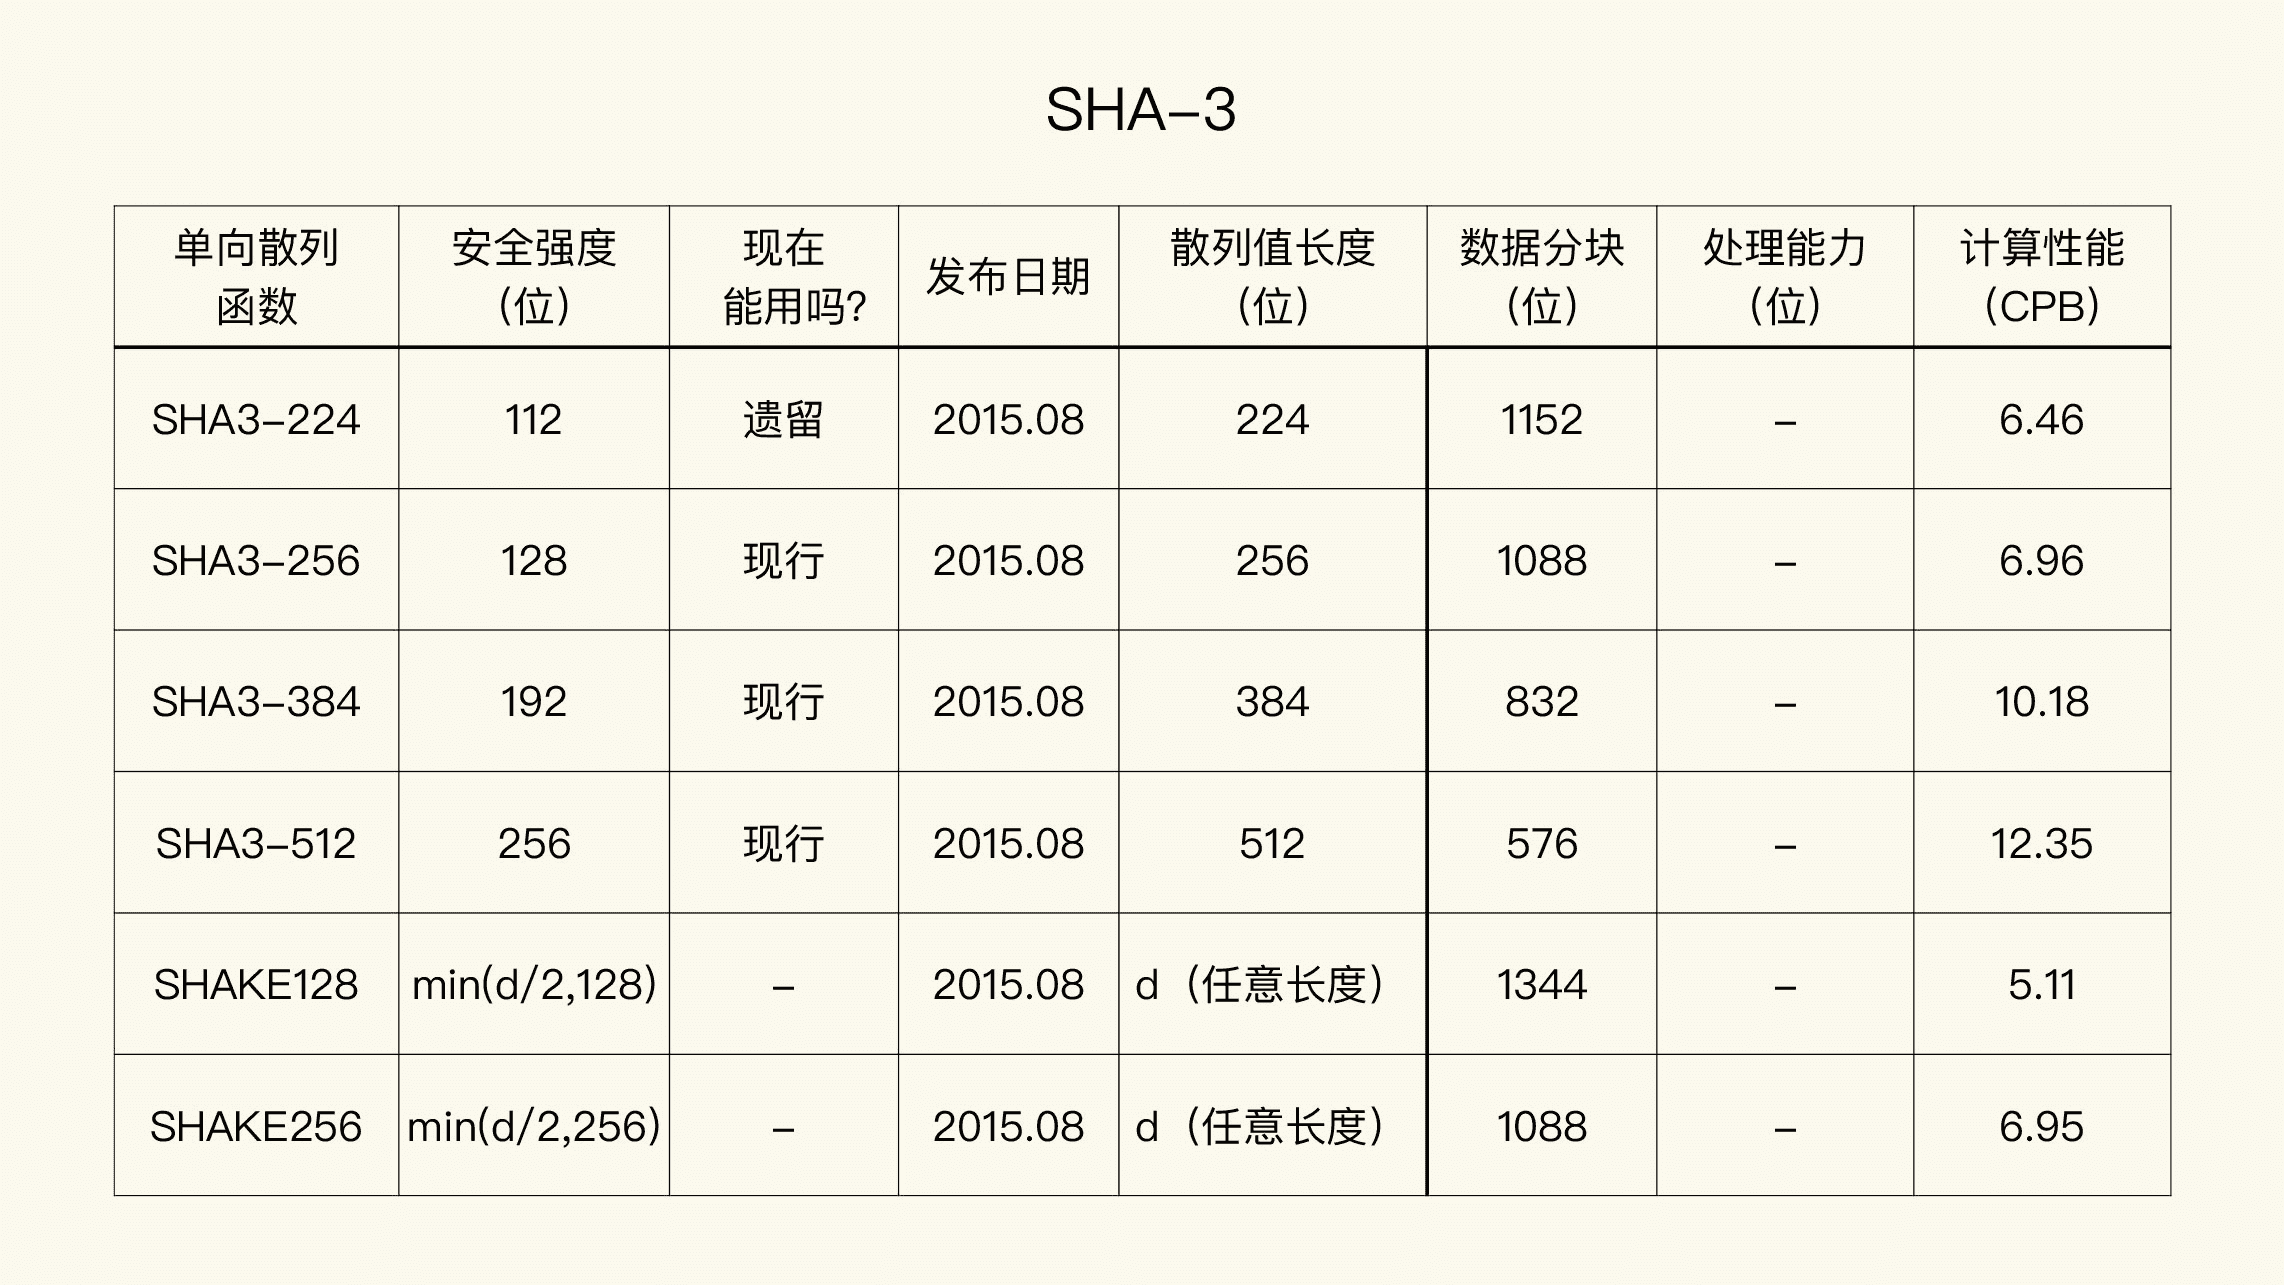 SHA–3
单向散列
函数
安全强度
（位）
现在
能用吗？
发布日期
散列值长度
（位）
数据分块
（位）
处理能力
（位）
计算性能
（CPB）
SHA3–224 112 遗留 2015.08 224 1152 – 6.46
SHA3–256 128 现行 2015.08 256 1088 – 6.96
SHA3–384 192 现行 2015.08 384 832 – 10.18
SHA3–512 256 现行 2015.08 512 576 – 12.35
SHAKE128 min(d/2,128) – 2015.08 d（任意长度） 1344 – 5.11
SHAKE256 min(d/2,256) – 2015.08 d（任意长度） 1088 – 6.95